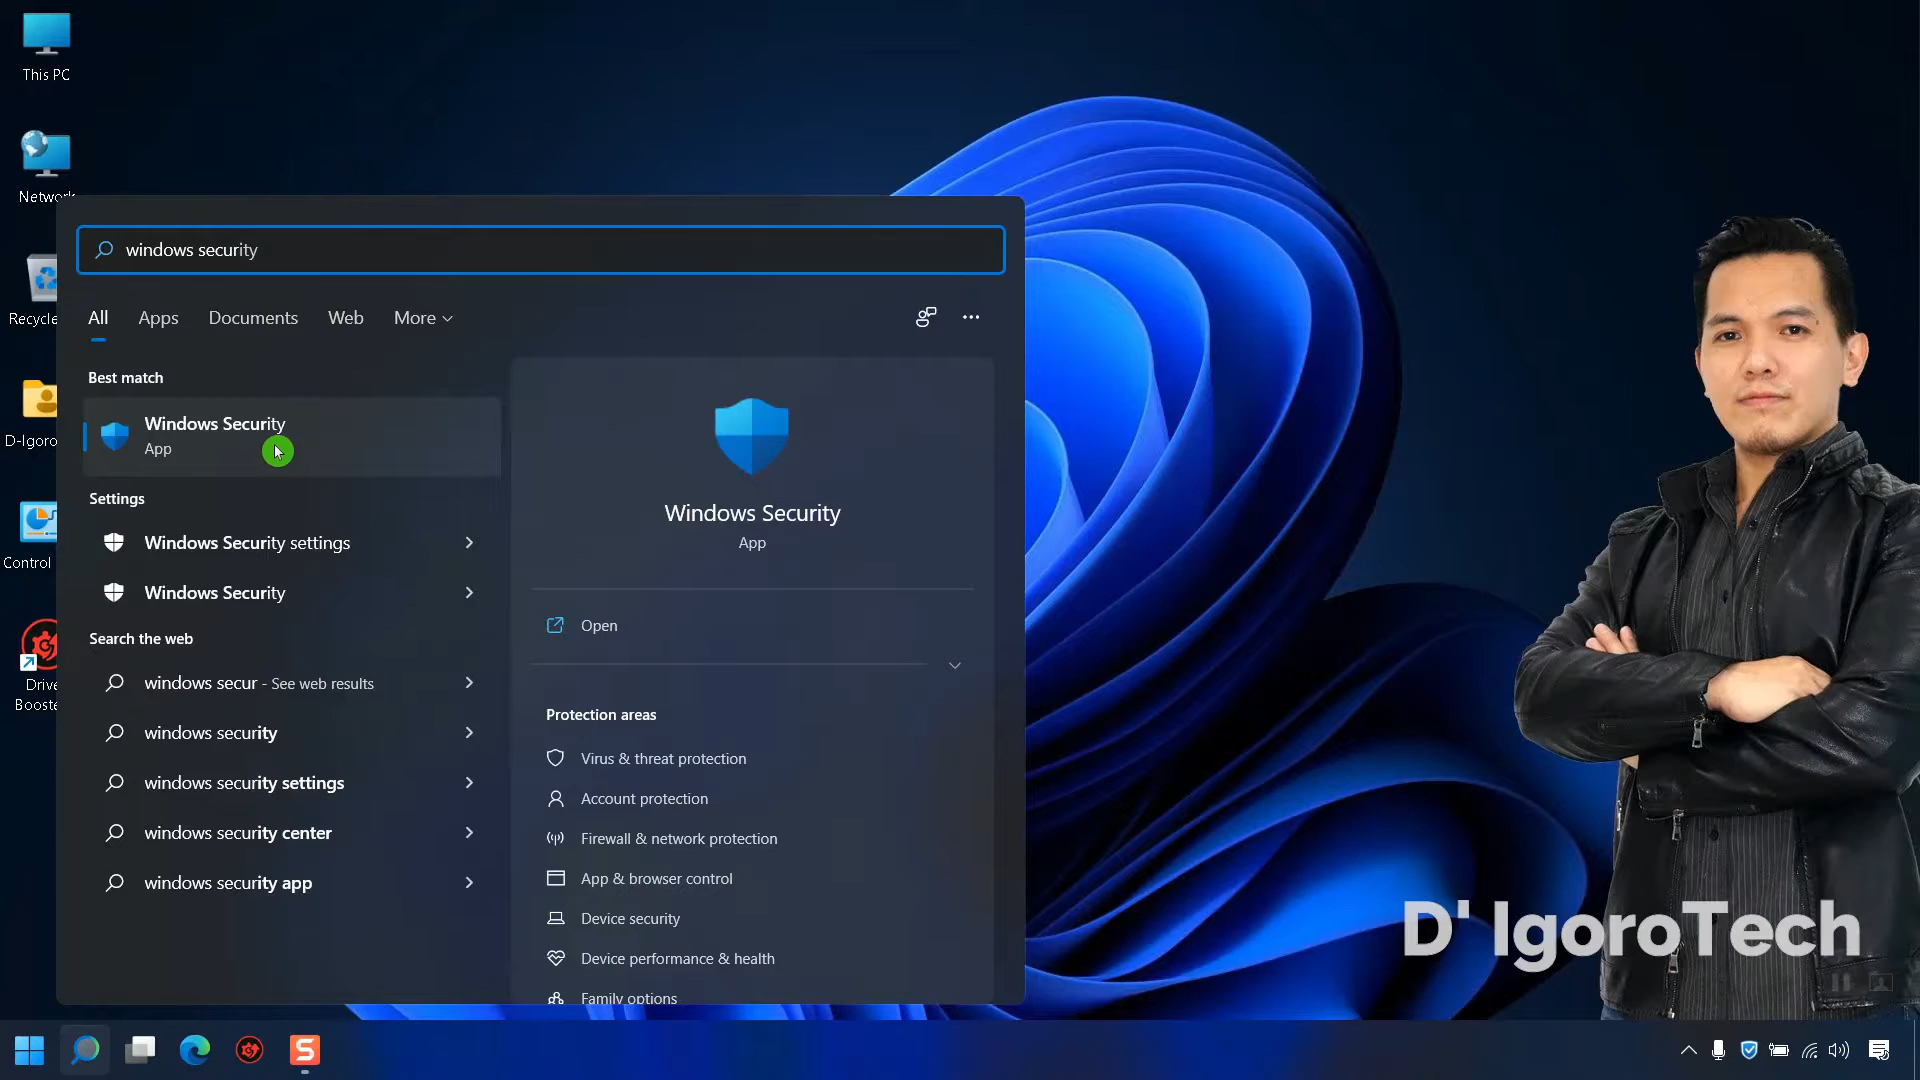 This PC
Network
Recycle
D-Igoro
Control
Drive
Booste
windows security
All
Apps
Documents
Web
More
Best match
Windows Security
App
Settings
Windows Security settings
Windows Security
Search the web
windows secur - See web results
windows security
windows security settings
windows security center
windows security app
Windows Security
App
Open
Protection areas
Virus & threat protection
Account protection
Firewall & network protection
App & browser control
Device security
Device performance & health
Family options
D' IgoroTech